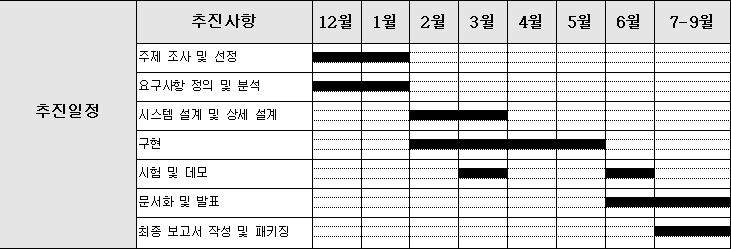 추진사항 12월 1월 2월 3월 4월 5월 6월 7-9월
추진일정
주제 조사 및 선정
요구사항 정의 및 분석
시스템 설계 및 상세 설계
구현
시험 및 데모
문서화 및 발표
최종 보고서 작성 및 패키징